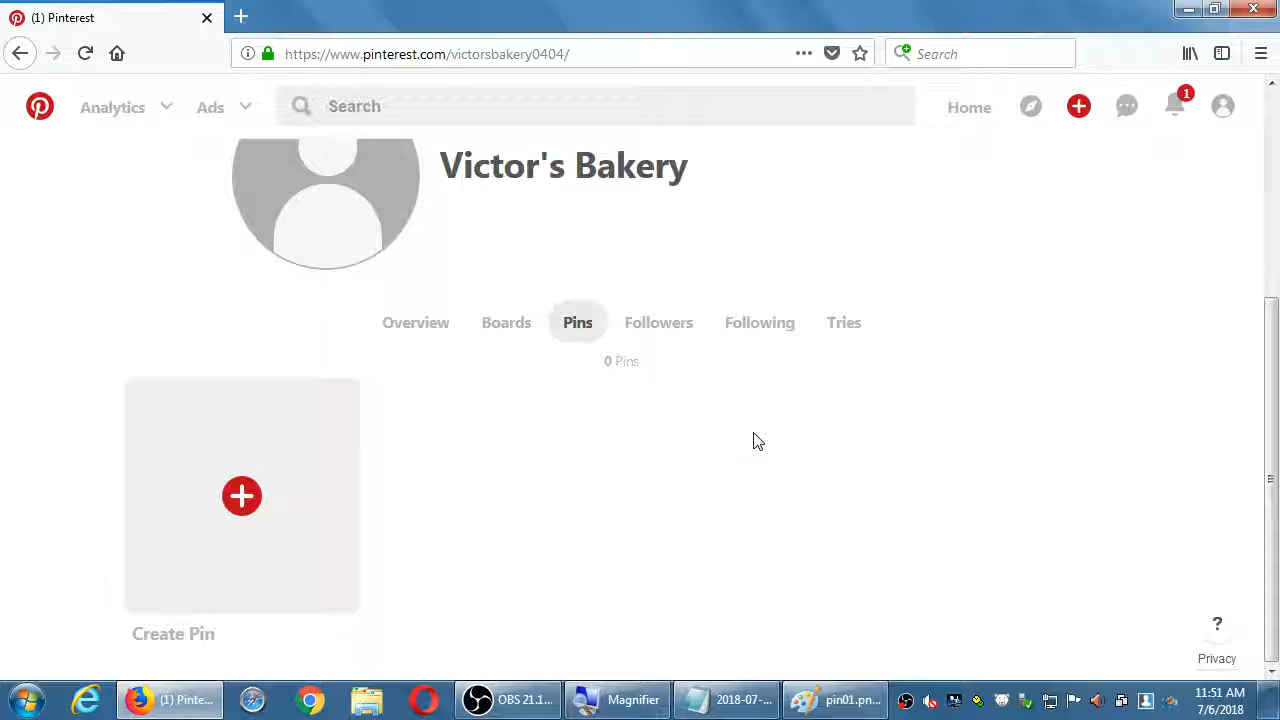 (1) Pinterest
https://www.pinterest.com/victorsbakery0404/
Search
Analytics
Ads
Search
Home
1
Victor's Bakery
Overview
Boards
Pins
Followers
Following
Tries
0 Pins
Create Pin
?
Privacy
(1) Pinte...
OBS 21.1...
Magnifier
2018-07-...
pin01.pn...
11:51 AM
7/6/2018